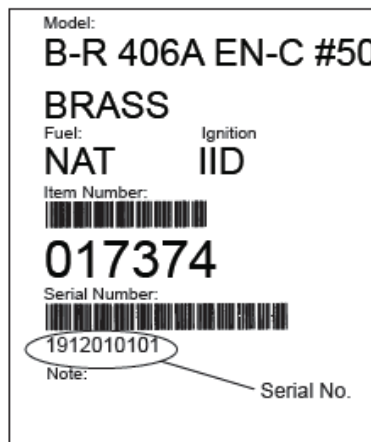 Model:
B-R 406A EN-C #50
BRASS
Fuel: Ignition
NAT IID
Item Number:
017374
Serial Number:
1912010101
Note:
Serial No.